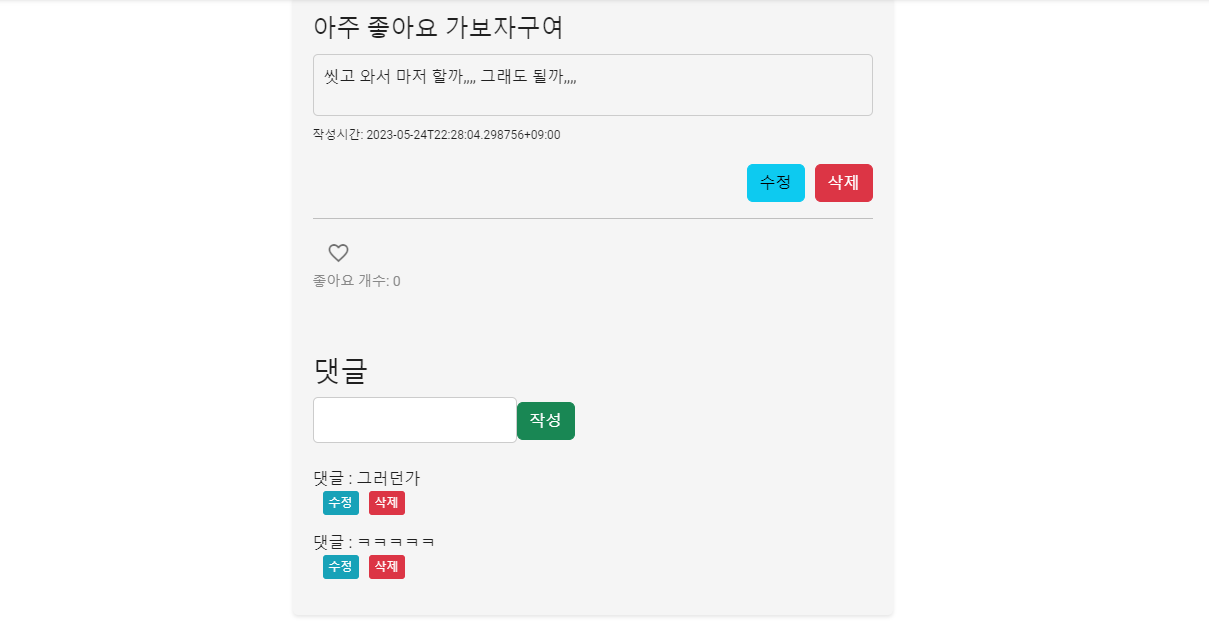 아주 좋아요 가보자구여
씻고 와서 마저 할까,,,, 그래도 될까,,,,
작성시간: 2023-05-24T22:28:04.298756+09:00
수정 삭제
좋아요 개수: 0
댓글
작성
댓글 : 그러던가
수정 삭제
댓글 : ㅋㅋㅋㅋㅋ
수정 삭제